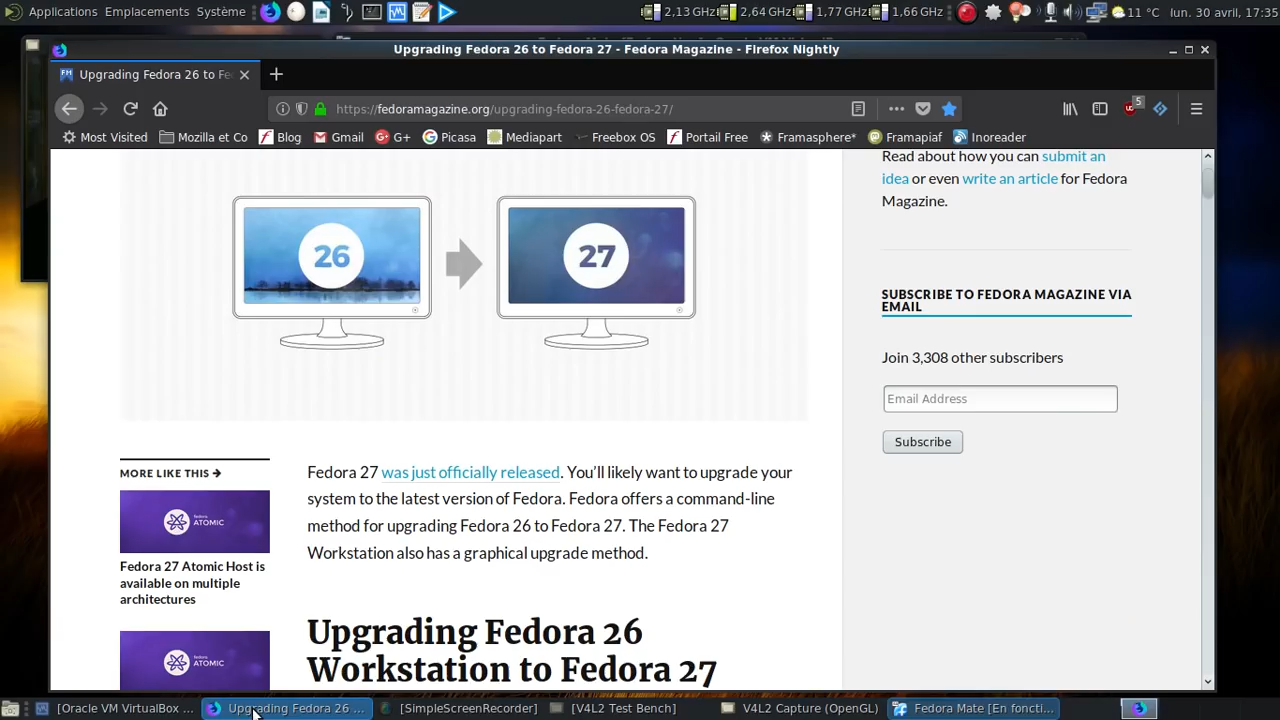 Applications Emplacements Système 2,13 GHz 2,64 GHz 1,77 GHz 1,66 GHz 11 °C lun. 30 avril, 17:35
Upgrading Fedora 26 to Fedora 27 - Fedora Magazine - Firefox Nightly
FM Upgrading Fedora 26 to Fe
https://fedoramagazine.org/upgrading-fedora-26-fedora-27/ 5
Most Visited Mozilla et Co Blog Gmail G+ Picasa Mediapart Freebox OS Portail Free Framasphere* Framapiaf Inoreader
26 27
Read about how you can submit an
idea or even write an article for Fedora
Magazine.
SUBSCRIBE TO FEDORA MAGAZINE VIA
EMAIL
Join 3,308 other subscribers
Email Address
Subscribe
MORE LIKE THIS →
fedora
ATOMIC
Fedora 27 Atomic Host is
available on multiple
architectures
fedora
ATOMIC
Fedora 27 was just officially released. You’ll likely want to upgrade your
system to the latest version of Fedora. Fedora offers a command-line
method for upgrading Fedora 26 to Fedora 27. The Fedora 27
Workstation also has a graphical upgrade method.
Upgrading Fedora 26
Workstation to Fedora 27
[Oracle VM VirtualBox ... Upgrading Fedora 26 ... [SimpleScreenRecorder] [V4L2 Test Bench] V4L2 Capture (OpenGL) Fedora Mate [En foncti...